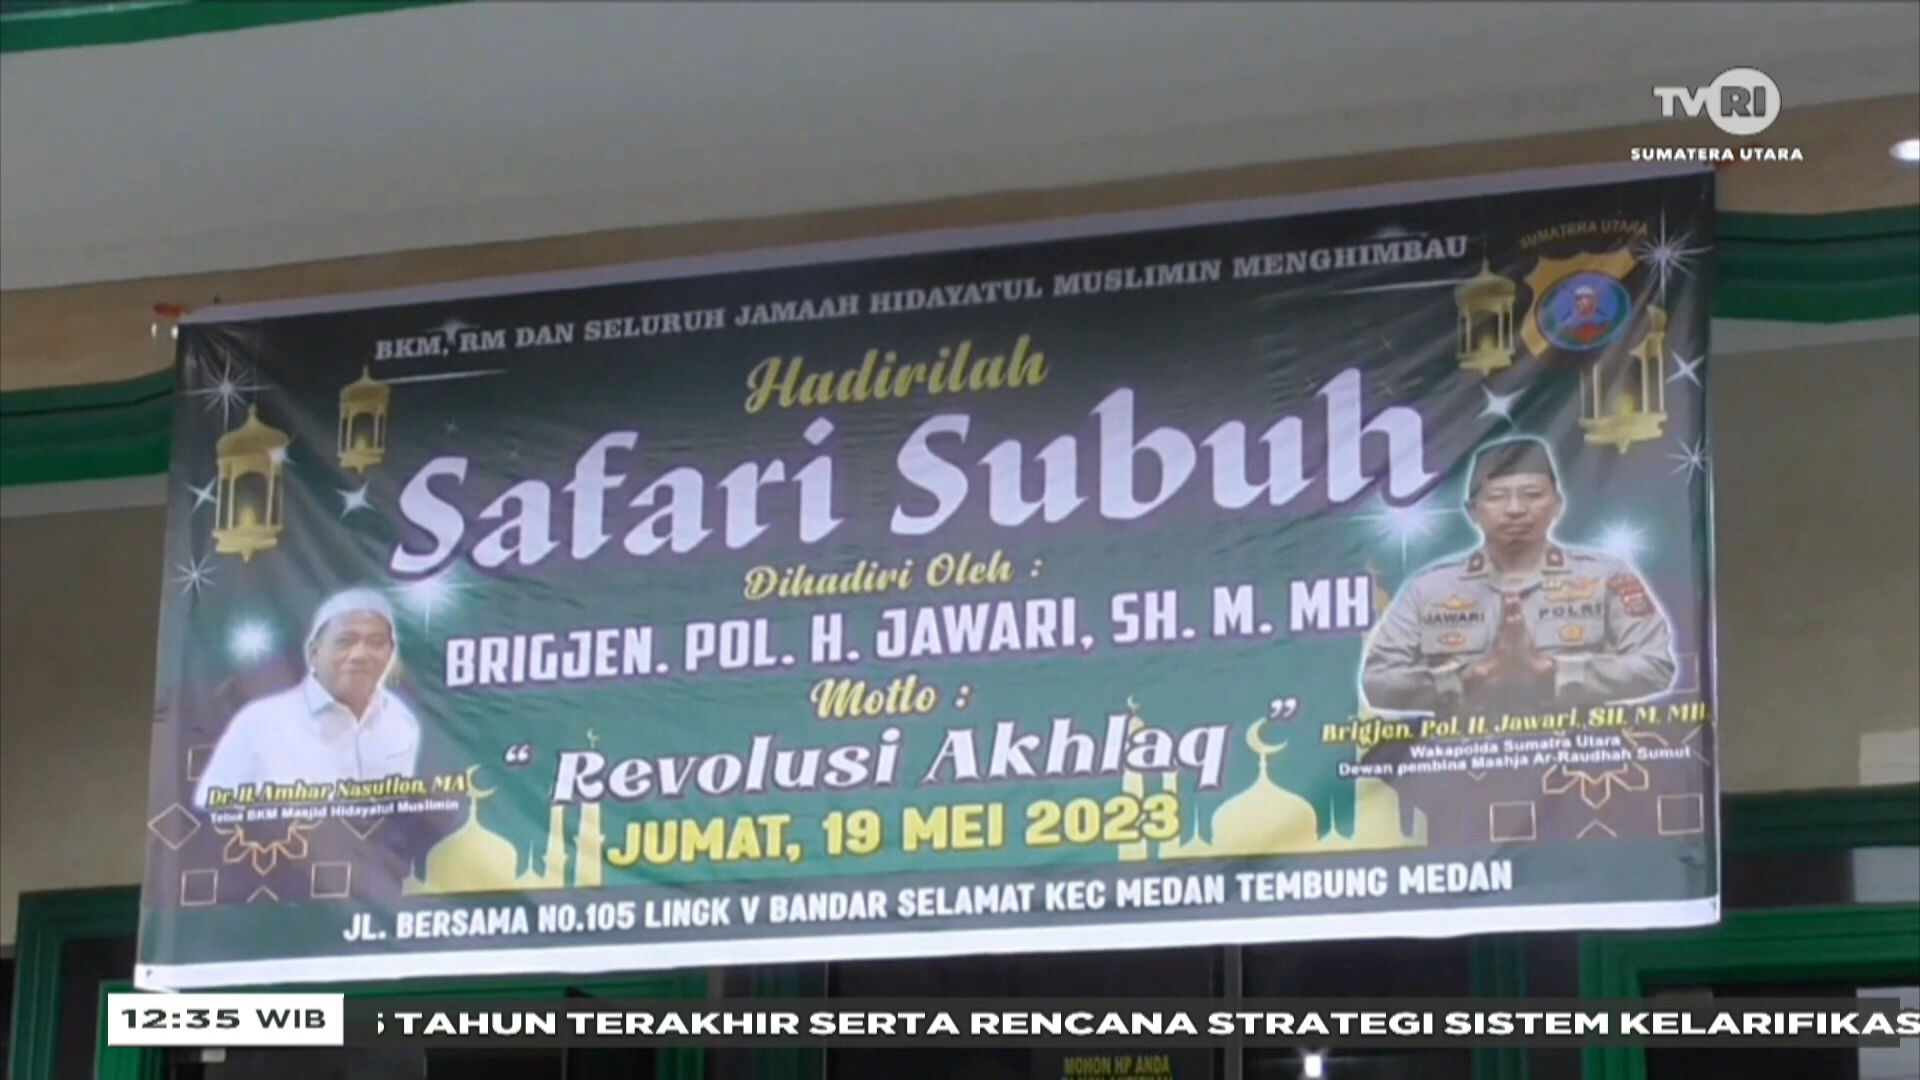 TVRI
SUMATERA UTARA
SUMATERA UTARA
BKM, RM DAN SELURUH JAMAAH HIDAYATUL MUSLIMIN MENGHIMBAU
Hadirilah
Safari Subuh
Dihadiri Oleh :
BRIGJEN. POL. H. JAWARI, SH. M. MH
JAWARI
POLRI
Motto :
“ Revolusi Akhlaq ”
Brigjen. Pol. H. Jawari, SH. M. MH
Wakapolda Sumatra Utara
Dewan pembina Mashja Ar-Raudhah Sumut
Dr. H. Amhar Nasution, MA
Tetua BKM Masjid Hidayatul Muslimin
JUMAT, 19 MEI 2023
JL. BERSAMA NO.105 LINGK V BANDAR SELAMAT KEC MEDAN TEMBUNG MEDAN
12:35 WIB
5 TAHUN TERAKHIR SERTA RENCANA STRATEGI SISTEM KELARIFIKAS
MOHON HP ANDA